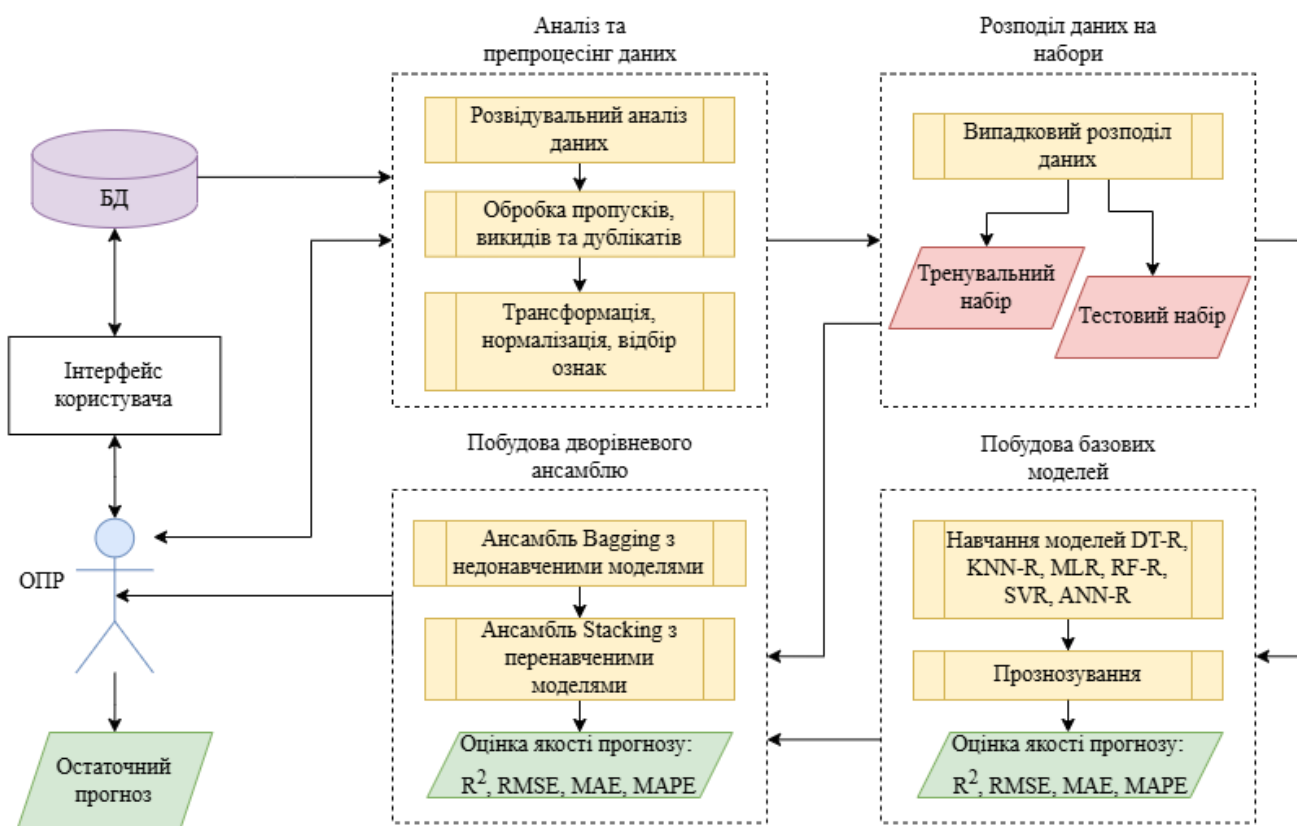 Аналіз та
препроцесінг даних
Розвідувальний аналіз
даних
Обробка пропусків,
викидів та дублікатів
Трансформація,
нормалізація, відбір
ознак
Розподіл даних на
набори
Випадковий розподіл
даних
Тренувальний
набір
Тестовий набір
БД
Інтерфейс
користувача
ОПР
Остаточний
прогноз
Побудова дворівневого
ансамблю
Ансамбль Bagging з
недонавченими моделями
Ансамбль Stacking з
перенавченими
моделями
Оцінка якості прогнозу:
R², RMSE, MAE, MAPE
Побудова базових
моделей
Навчання моделей DT-R,
KNN-R, MLR, RF-R,
SVR, ANN-R
Прознозування
Оцінка якості прогнозу:
R², RMSE, MAE, MAPE